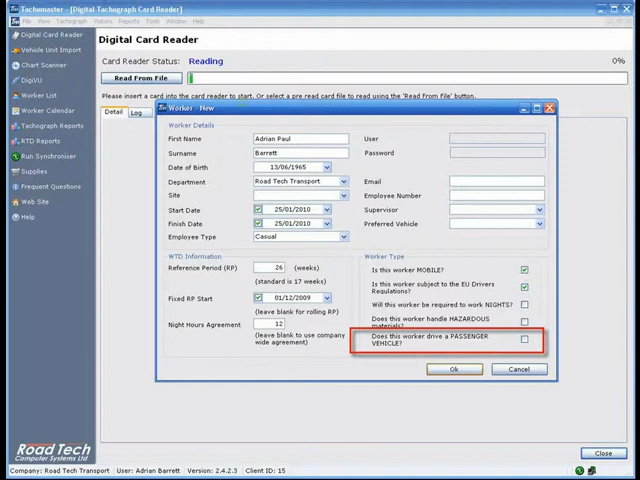 Tachomaster - [Digital Tachograph Card Reader]
File View Tachograph Visitors Reports Tools Window Help
Digital Card Reader
Vehicle Unit Import
Chart Scanner
DigiVU
Worker List
Worker Calendar
Tachograph Reports
RTD Reports
Run Synchroniser
Supplies
Frequent Questions
Web Site
Help
Digital Card Reader
Card Reader Status: Reading 0%
Read From File
Please insert a card into the card reader to start. Or select a pre read card file to read using the 'Read From File' button.
Detail Log
Worker - New
Worker Details
First Name Adrian Paul User
Surname Barrett Password
Date of Birth 13/06/1965
Department Road Tech Transport Email
Site Employee Number
Start Date 25/01/2010 Supervisor
Finish Date 25/01/2010 Preferred Vehicle
Employee Type Casual
WTD Information
Reference Period (RP) 26 (weeks)
(standard is 17 weeks)
Fixed RP Start 01/12/2009
(leave blank for rolling RP)
Night Hours Agreement 12
(leave blank to use company
wide agreement)
Worker Type
Is this worker MOBILE?
Is this worker subject to the EU Drivers
Regulations?
Will this worker be required to work NIGHTS?
Does this worker handle HAZARDOUS
materials?
Does this worker drive a PASSENGER
VEHICLE?
Ok Cancel
Road Tech
Computer Systems Ltd
Close
Company: Road Tech Transport User: Adrian Barrett Version: 2.4.2.3 Client ID: 15